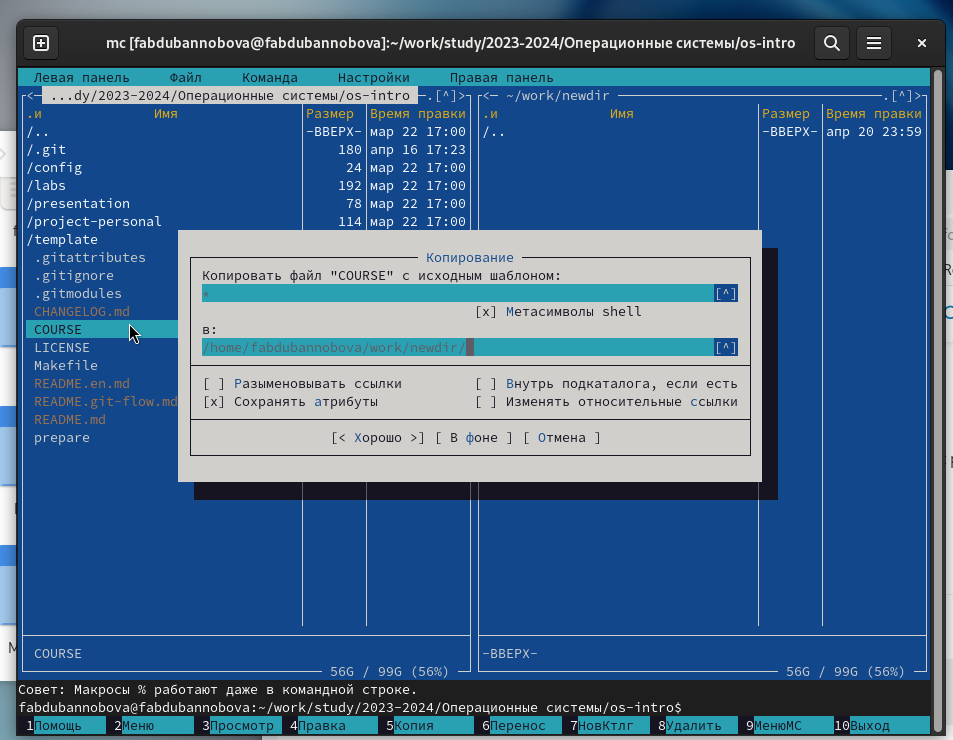 mc [fabdubannobova@fabdubannobova]:~/work/study/2023-2024/Операционные системы/os-intro
Левая панель Файл Команда Настройки Правая панель
<- ...dy/2023-2024/Операционные системы/os-intro -.[^]> <- ~/work/newdir .[^]>
.и Имя Размер Время правки .и Имя Размер Время правки
/.. -ВВЕРХ- мар 22 17:00 /.. -ВВЕРХ- апр 20 23:59
/.git 180 апр 16 17:23
/config 24 мар 22 17:00
/labs 192 мар 22 17:00
/presentation 78 мар 22 17:00
/project-personal 114 мар 22 17:00
/template
.gitattributes
.gitignore
.gitmodules
CHANGELOG.md
COURSE
LICENSE
Makefile
README.en.md
README.git-flow.md
README.md
prepare
Копирование
Копировать файл "COURSE" с исходным шаблоном:
* [^]
[x] Метасимволы shell
в:
/home/fabdubannobova/work/newdir/ [^]
[ ] Разыменовывать ссылки [ ] Внутрь подкаталога, если есть
[x] Сохранять атрибуты [ ] Изменять относительные ссылки
[< Хорошо >] [ В фоне ] [ Отмена ]
COURSE -ВВЕРХ-
56G / 99G (56%) 56G / 99G (56%)
Совет: Макросы % работают даже в командной строке.
fabdubannobova@fabdubannobova:~/work/study/2023-2024/Операционные системы/os-intro$
1Помощь 2Меню 3Просмотр 4Правка 5Копия 6Перенос 7НовКтлг 8Удалить 9МенюМС 10Выход